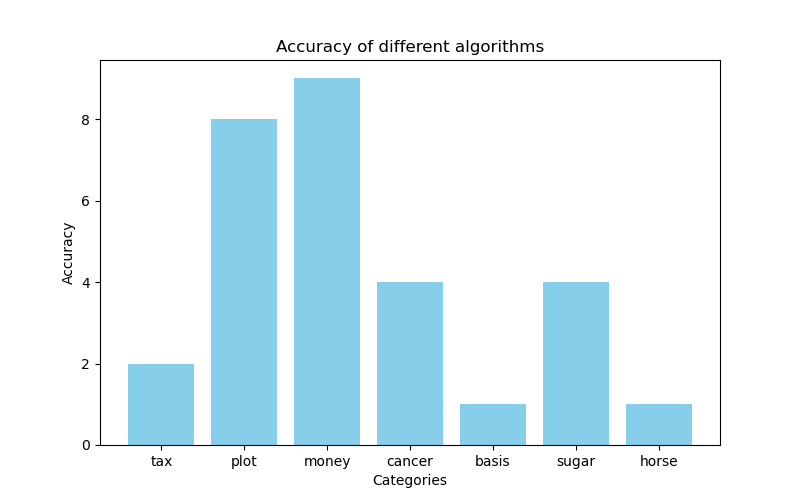 Accuracy of different algorithms
Accuracy
8
6
4
2
0
tax plot money cancer basis sugar horse
Categories